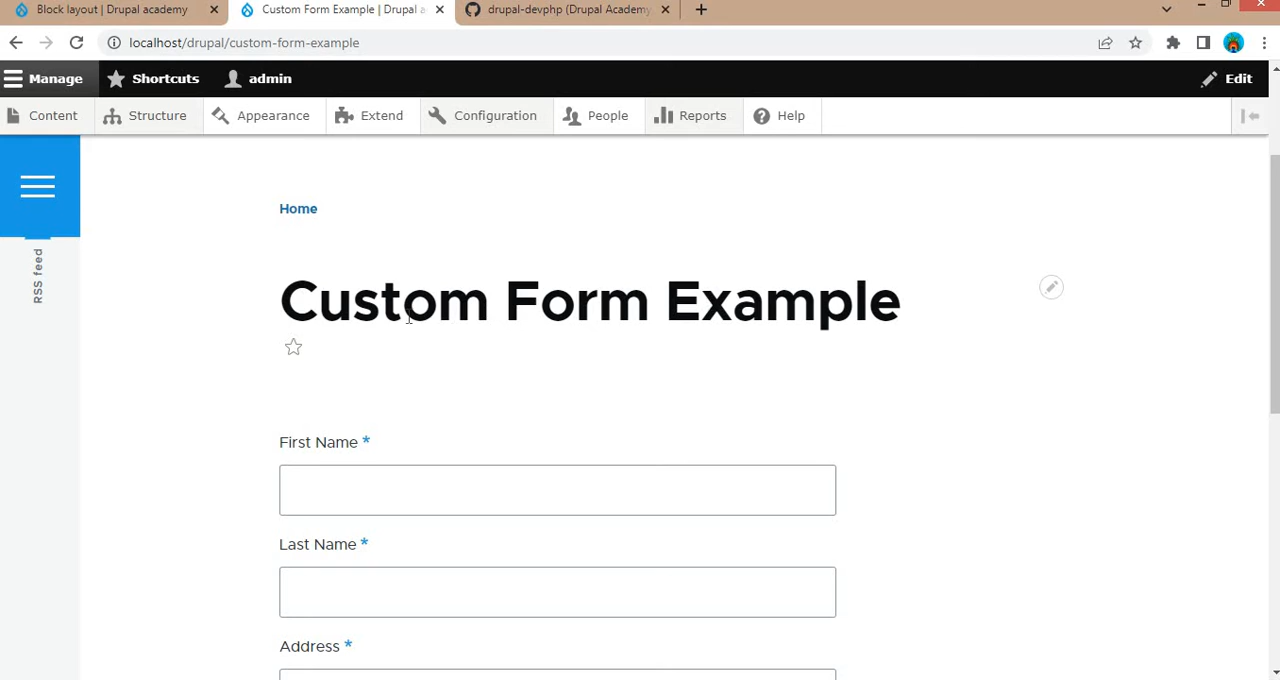 Block layout | Drupal academy
Custom Form Example | Drupal a
drupal-devphp (Drupal Academy
localhost/drupal/custom-form-example
Manage Shortcuts admin Edit
Content Structure Appearance Extend Configuration People Reports Help
RSS feed
Home
Custom Form Example
First Name *
Last Name *
Address *